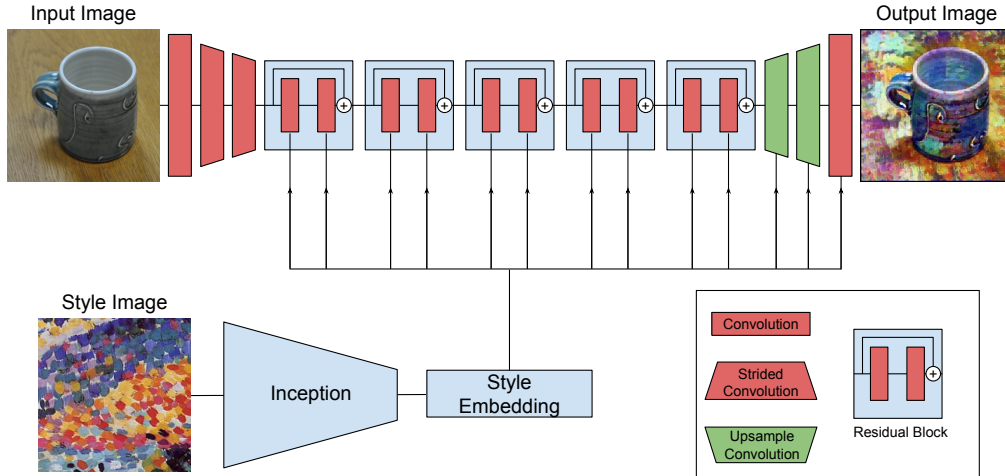 Input Image
Output Image
Style Image
Inception
Style
Embedding
Convolution
Strided
Convolution
Upsample
Convolution
Residual Block